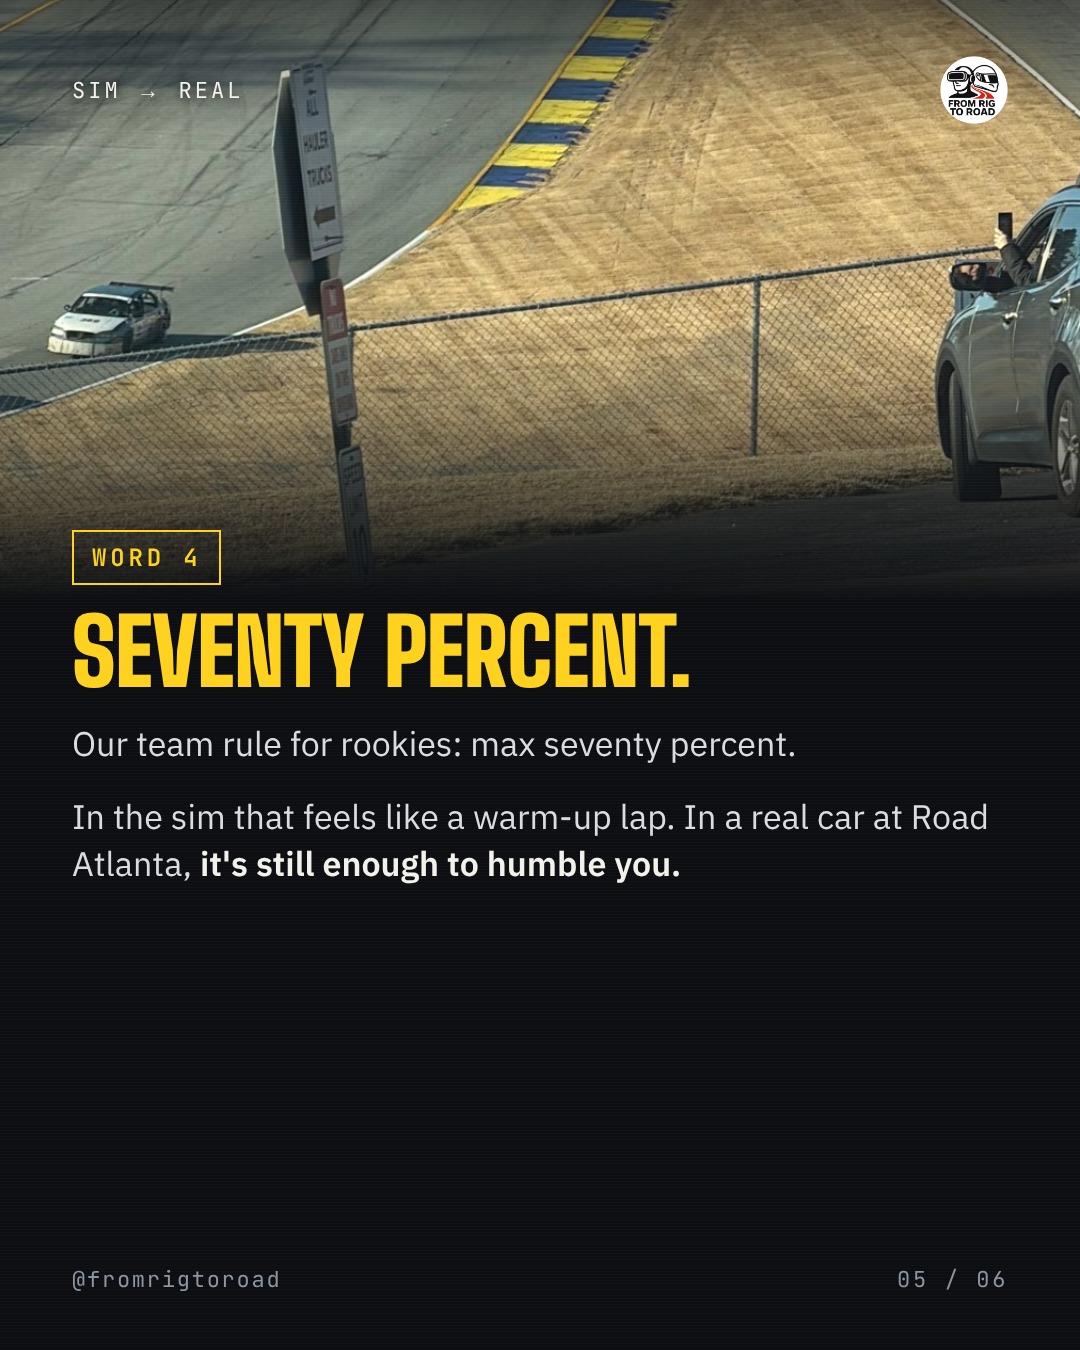 SIM → REAL
FROM RIG
TO ROAD
ALL
HAULER
TRUCKS
WORD 4
SEVENTY PERCENT.
Our team rule for rookies: max seventy percent.
In the sim that feels like a warm-up lap. In a real car at Road
Atlanta, it's still enough to humble you.
@fromrigtoroad
05 / 06